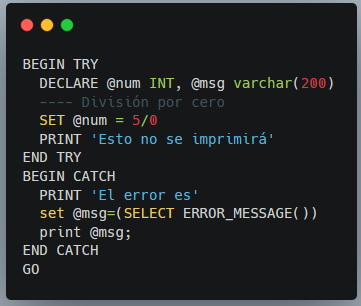 BEGIN TRY
  DECLARE @num INT, @msg varchar(200)
  ---- División por cero
  SET @num = 5/0
  PRINT 'Esto no se imprimirá'
END TRY
BEGIN CATCH
  PRINT 'El error es'
  set @msg=(SELECT ERROR_MESSAGE())
  print @msg;
END CATCH
GO